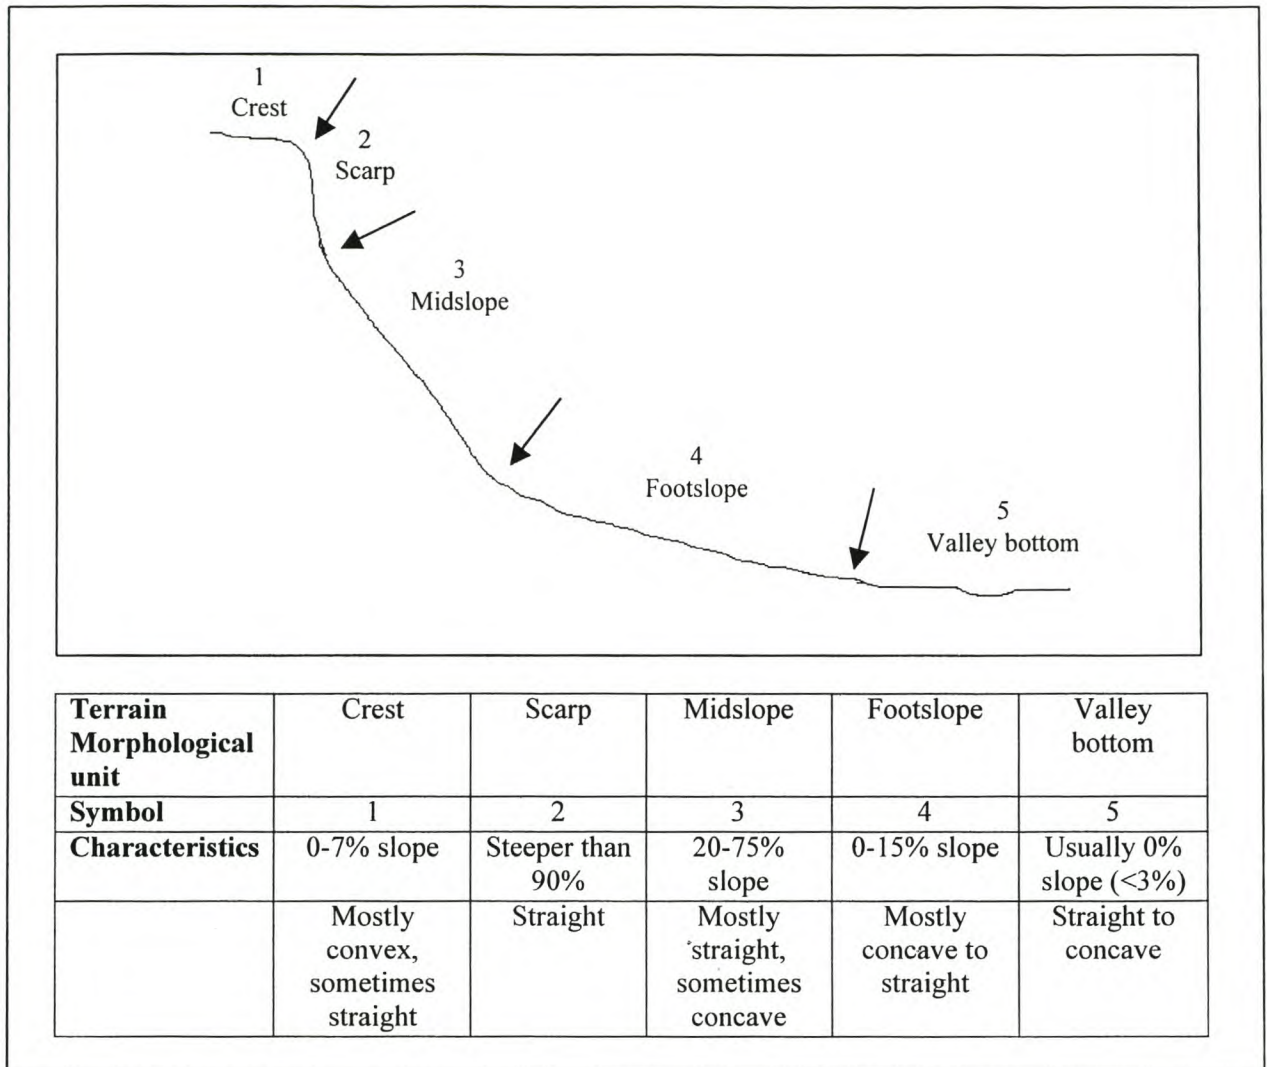 1
Crest
2
Scarp
3
Midslope
4
Footslope
5
Valley bottom
Terrain Crest Scarp Midslope Footslope Valley
Morphological bottom
unit
Symbol 1 2 3 4 5
Characteristics 0-7% slope Steeper than 20-75% 0-15% slope Usually 0%
90% slope slope (<3%)
Mostly Straight Mostly Mostly Straight to
convex, straight, concave to concave
sometimes sometimes straight
straight concave